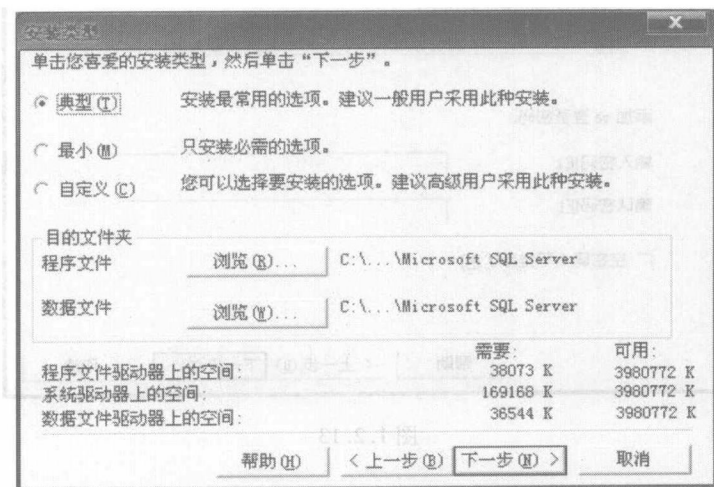 安装类型
单击您喜爱的安装类型，然后单击“下一步”。
典型(T) 安装最常用的选项。建议一般用户采用此种安装。
最小(M) 只安装必需的选项。
自定义(C) 您可以选择要安装的选项。建议高级用户采用此种安装。
目的文件夹
程序文件 浏览(R)... C:\...\Microsoft SQL Server
数据文件 浏览(W)... C:\...\Microsoft SQL Server
需要: 可用:
程序文件驱动器上的空间: 38073 K 3980772 K
系统驱动器上的空间: 169168 K 3980772 K
数据文件驱动器上的空间: 36544 K 3980772 K
图1.2.13
帮助(H) <上一步(B) 下一步(N)> 取消